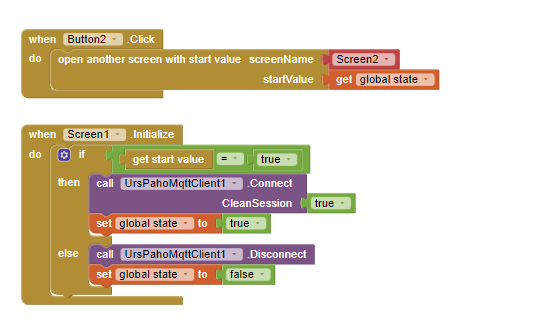 when Button2 .Click
do open another screen with start value screenName Screen2
startValue get global state
when Screen1 .Initialize
do if get start value = true
then call UrsPahoMqttClient1 .Connect
CleanSession true
set global state to true
else call UrsPahoMqttClient1 .Disconnect
set global state to false